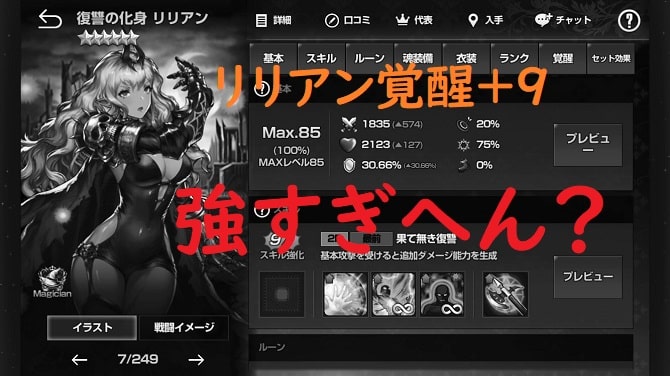 復讐の化身 リリアン
詳細 口コミ 代表 入手 チャット ?
基本 スキル ルーン 魂装備 衣装 ランク 覚醒 セット効果
? 基本
リリアン覚醒+9
Max.85
(100%)
MAXレベル85
1835(▲574) 20%
2123(▲127) 75%
30.66%(▲30.66%) 0%
プレビュー
強すぎへん?
9
スキル強化
果て無き復讐
基本攻撃を受けると追加ダメージ能力を生成
プレビュー
Magician
イラスト 戦闘イメージ
← 7/249 →
ルーン